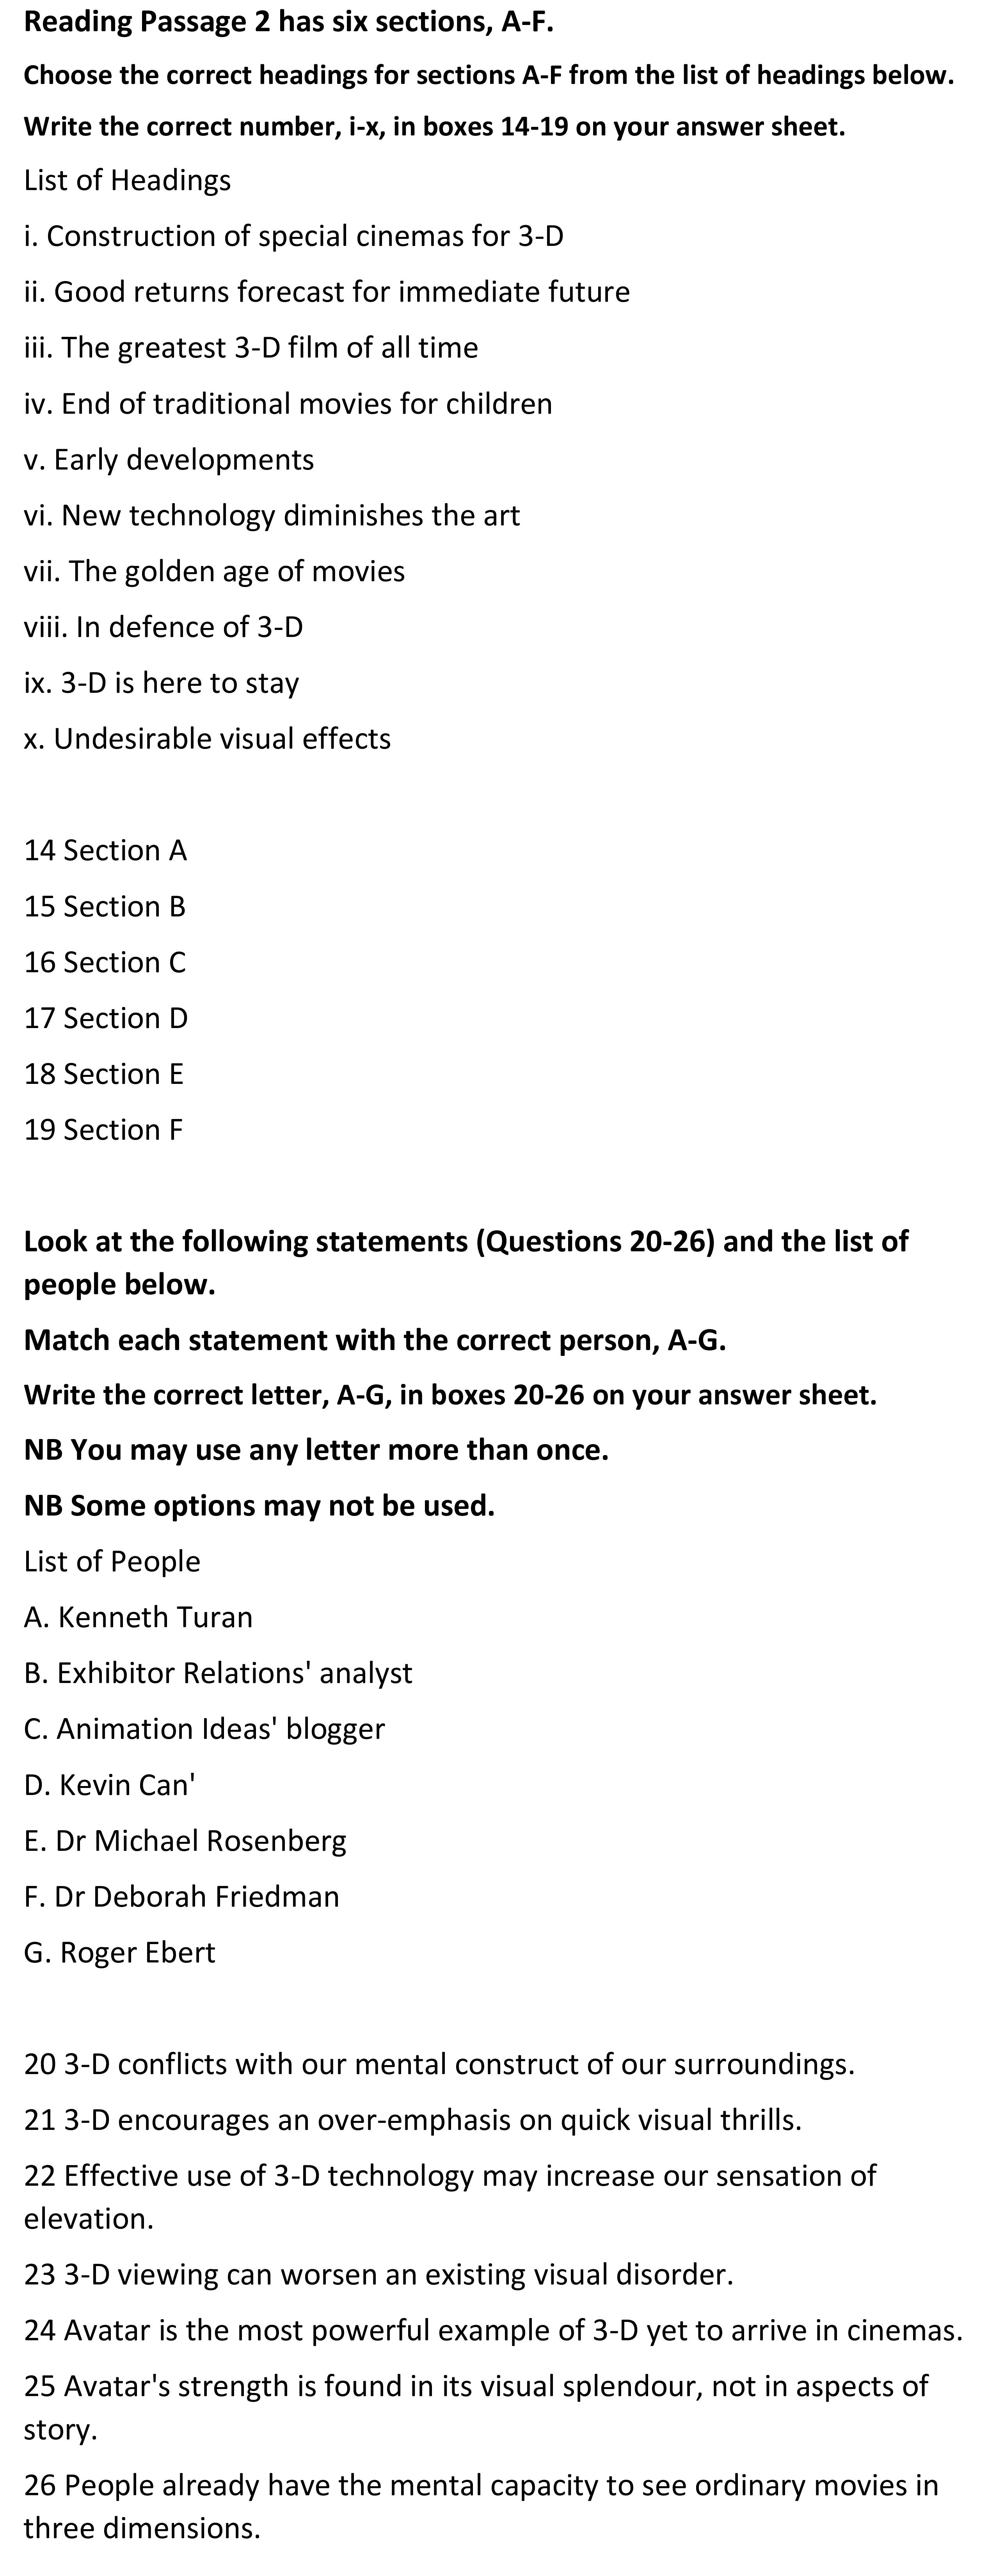 Reading Passage 2 has six sections, A-F.
Choose the correct headings for sections A-F from the list of headings below.
Write the correct number, i-x, in boxes 14-19 on your answer sheet.
List of Headings
i. Construction of special cinemas for 3-D
ii. Good returns forecast for immediate future
iii. The greatest 3-D film of all time
iv. End of traditional movies for children
v. Early developments
vi. New technology diminishes the art
vii. The golden age of movies
viii. In defence of 3-D
ix. 3-D is here to stay
x. Undesirable visual effects
14 Section A
15 Section B
16 Section C
17 Section D
18 Section E
19 Section F
Look at the following statements (Questions 20-26) and the list of
people below.
Match each statement with the correct person, A-G.
Write the correct letter, A-G, in boxes 20-26 on your answer sheet.
NB You may use any letter more than once.
NB Some options may not be used.
List of People
A. Kenneth Turan
B. Exhibitor Relations' analyst
C. Animation Ideas' blogger
D. Kevin Can'
E. Dr Michael Rosenberg
F. Dr Deborah Friedman
G. Roger Ebert
20 3-D conflicts with our mental construct of our surroundings.
21 3-D encourages an over-emphasis on quick visual thrills.
22 Effective use of 3-D technology may increase our sensation of
elevation.
23 3-D viewing can worsen an existing visual disorder.
24 Avatar is the most powerful example of 3-D yet to arrive in cinemas.
25 Avatar's strength is found in its visual splendour, not in aspects of
story.
26 People already have the mental capacity to see ordinary movies in
three dimensions.